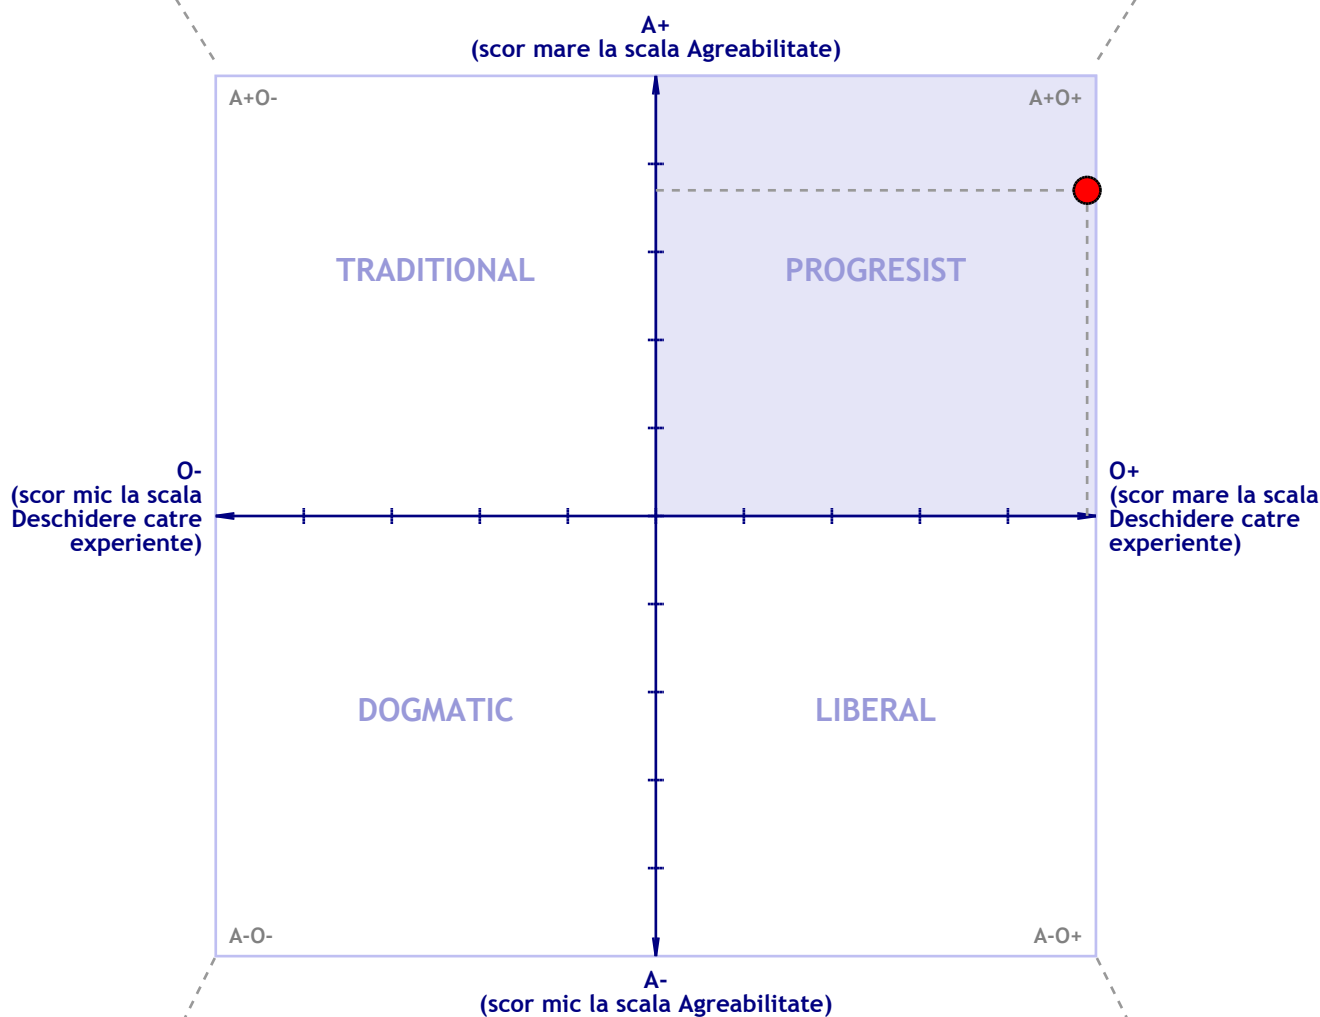 A+
(scor mare la scala Agreabilitate)
A+O-
A+O+
TRADITIONAL
PROGRESIST
O-
(scor mic la scala
Deschidere catre
experiente)
O+
(scor mare la scala
Deschidere catre
experiente)
DOGMATIC
LIBERAL
A-O-
A-O+
A-
(scor mic la scala Agreabilitate)